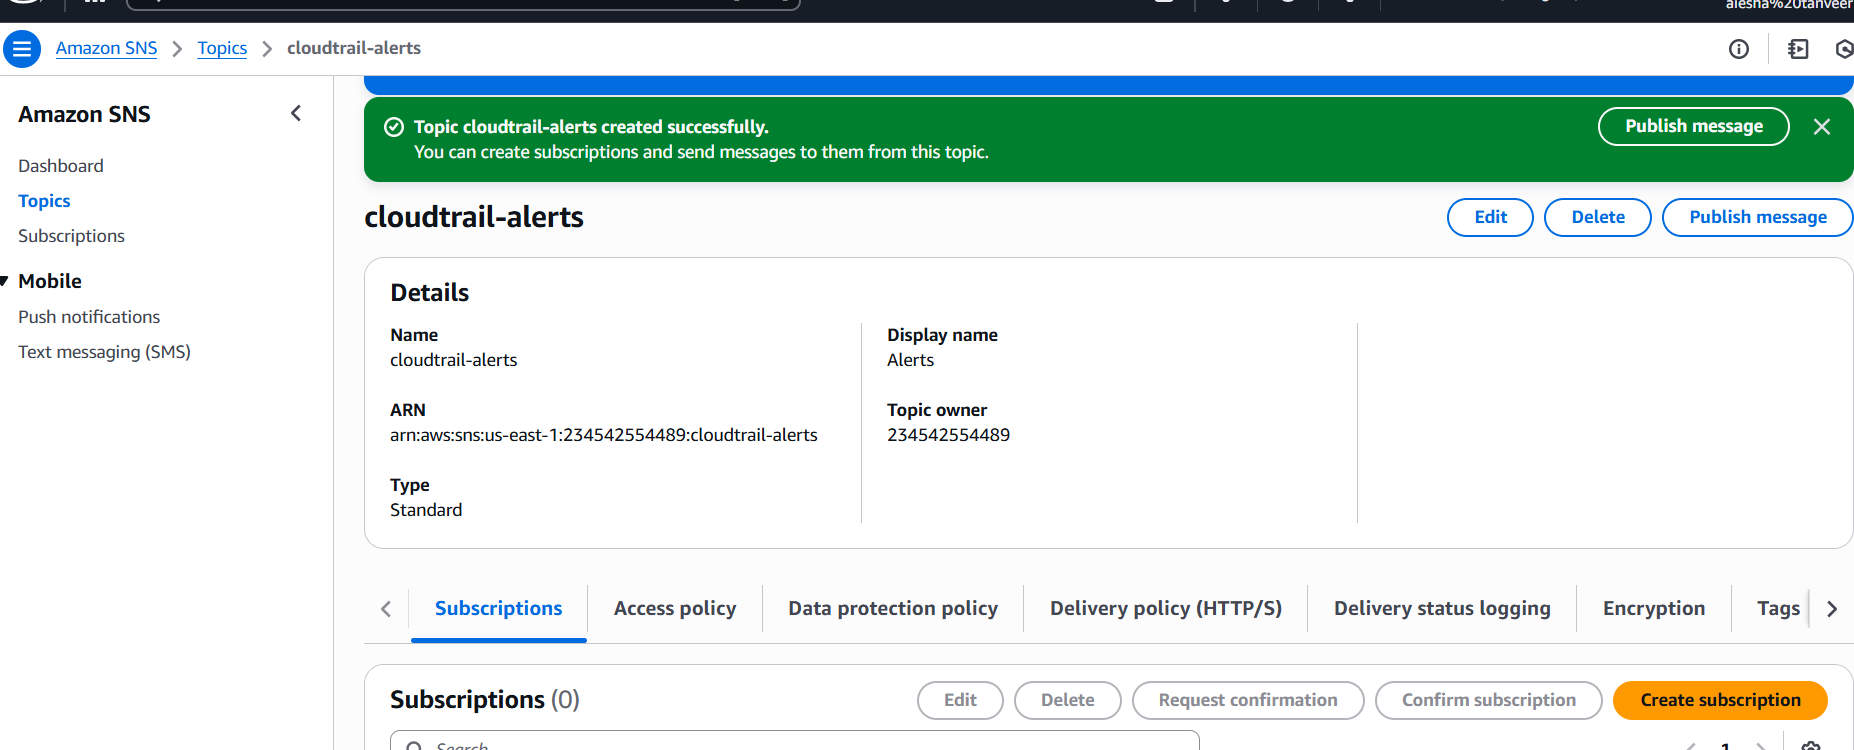 alesha%20tanveer
Amazon SNS > Topics > cloudtrail-alerts
Amazon SNS
Dashboard
Topics
Subscriptions
Mobile
Push notifications
Text messaging (SMS)
Topic cloudtrail-alerts created successfully.
You can create subscriptions and send messages to them from this topic.
Publish message
cloudtrail-alerts
Edit
Delete
Publish message
Details
Name
cloudtrail-alerts
ARN
arn:aws:sns:us-east-1:234542554489:cloudtrail-alerts
Type
Standard
Display name
Alerts
Topic owner
234542554489
Subscriptions
Access policy
Data protection policy
Delivery policy (HTTP/S)
Delivery status logging
Encryption
Tags
Subscriptions (0)
Edit
Delete
Request confirmation
Confirm subscription
Create subscription
Search
1